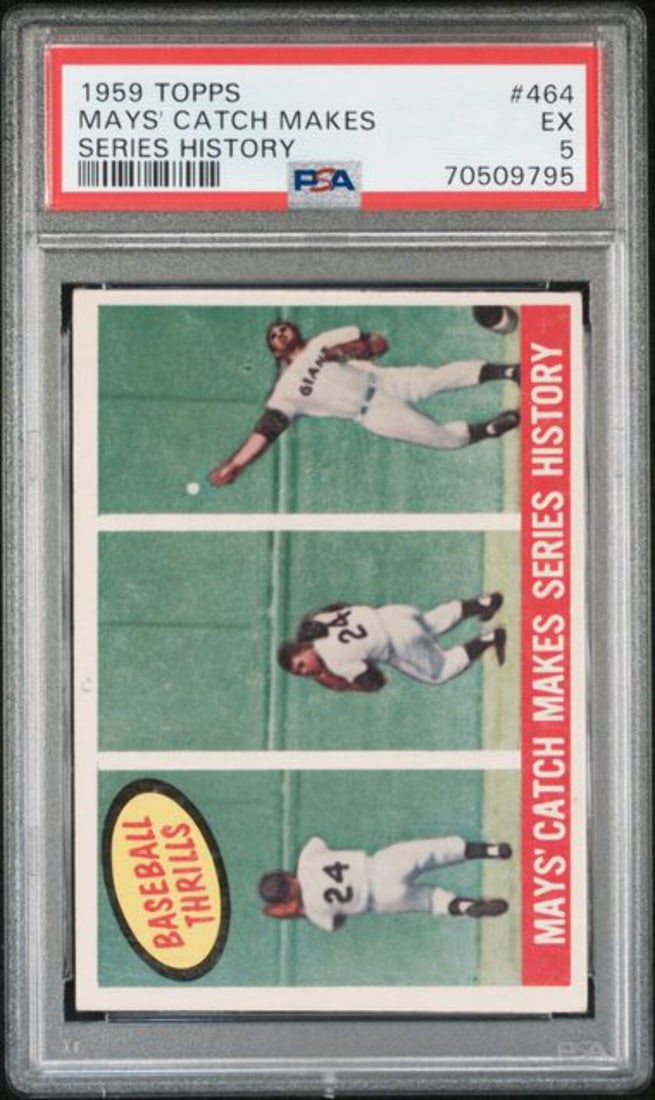 1959 TOPPS #464
MAYS' CATCH MAKES EX
SERIES HISTORY 5
PSA 70509795
GIANTS
24
24
BASEBALL
THRILLS
MAYS' CATCH MAKES SERIES HISTORY
PSA